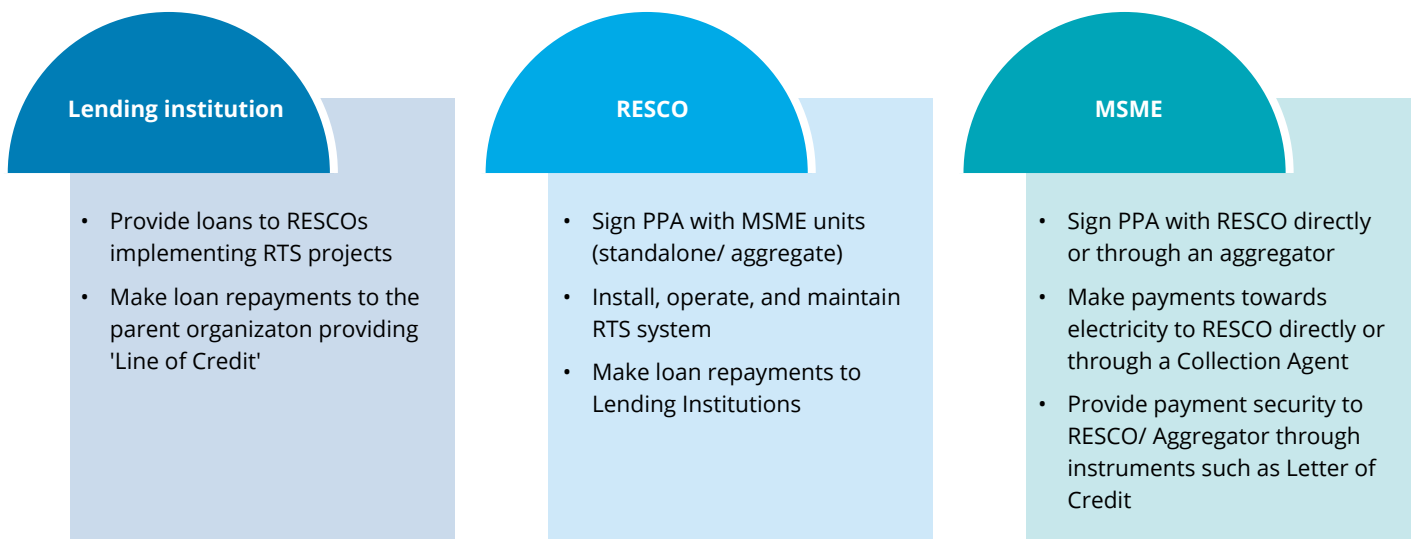 Lending institution
• Provide loans to RESCOs
implementing RTS projects
• Make loan repayments to the
parent organizaton providing
'Line of Credit'
RESCO
• Sign PPA with MSME units
(standalone/ aggregate)
• Install, operate, and maintain
RTS system
• Make loan repayments to
Lending Institutions
MSME
• Sign PPA with RESCO directly
or through an aggregator
• Make payments towards
electricity to RESCO directly or
through a Collection Agent
• Provide payment security to
RESCO/ Aggregator through
instruments such as Letter of
Credit